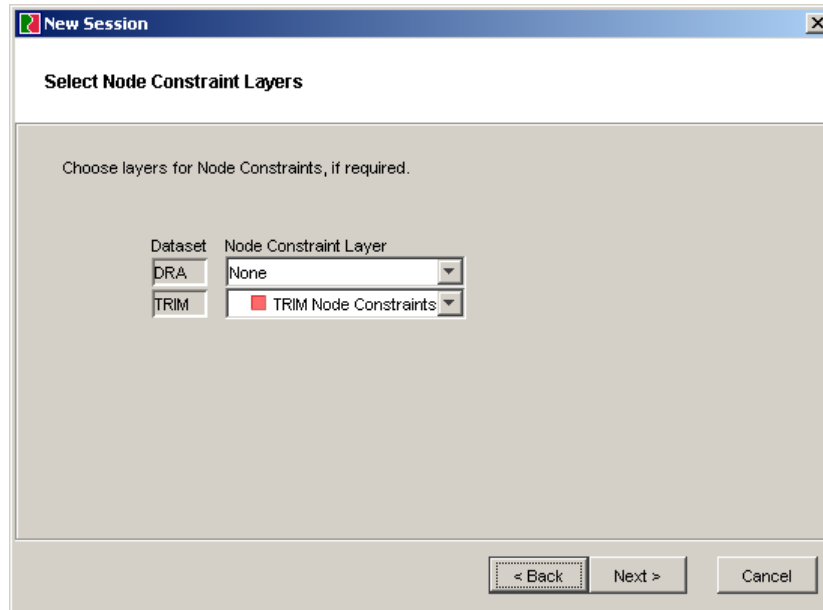 New Session
Select Node Constraint Layers
Choose layers for Node Constraints, if required.
Dataset Node Constraint Layer
DRA None
TRIM TRIM Node Constraints
< Back Next > Cancel